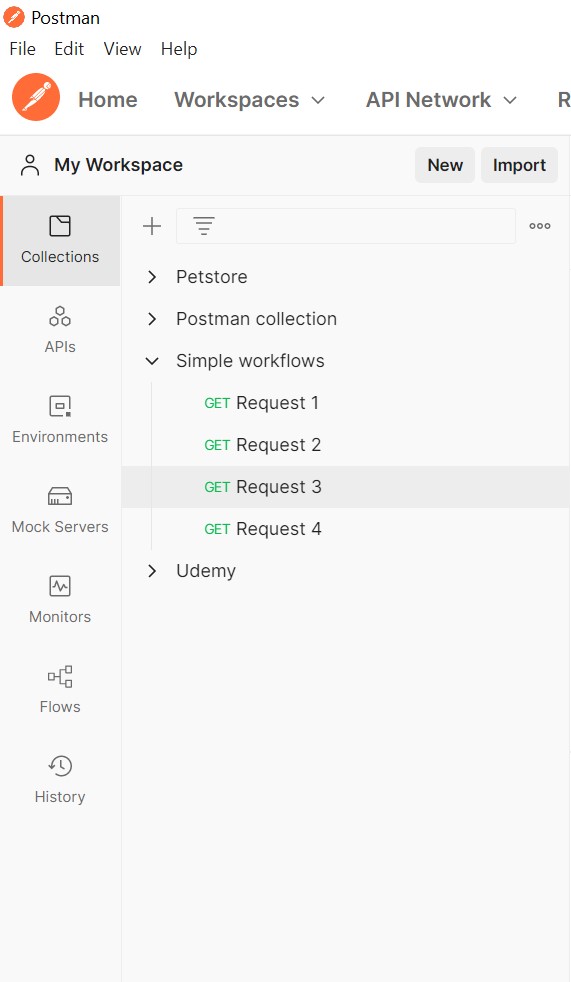 Postman
File Edit View Help
Home Workspaces API Network R
My Workspace New Import
Collections
APIs
Environments
Mock Servers
Monitors
Flows
History
Petstore
Postman collection
Simple workflows
GET Request 1
GET Request 2
GET Request 3
GET Request 4
Udemy